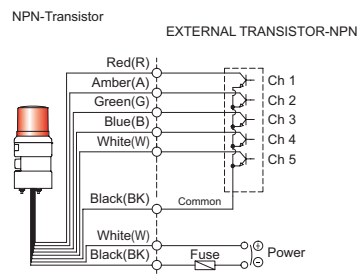 NPN-Transistor
EXTERNAL TRANSISTOR-NPN
Red(R)
Amber(A)
Green(G)
Blue(B)
White(W)
Ch 1
Ch 2
Ch 3
Ch 4
Ch 5
Black(BK)
Common
White(W)
Black(BK)
Fuse
Power